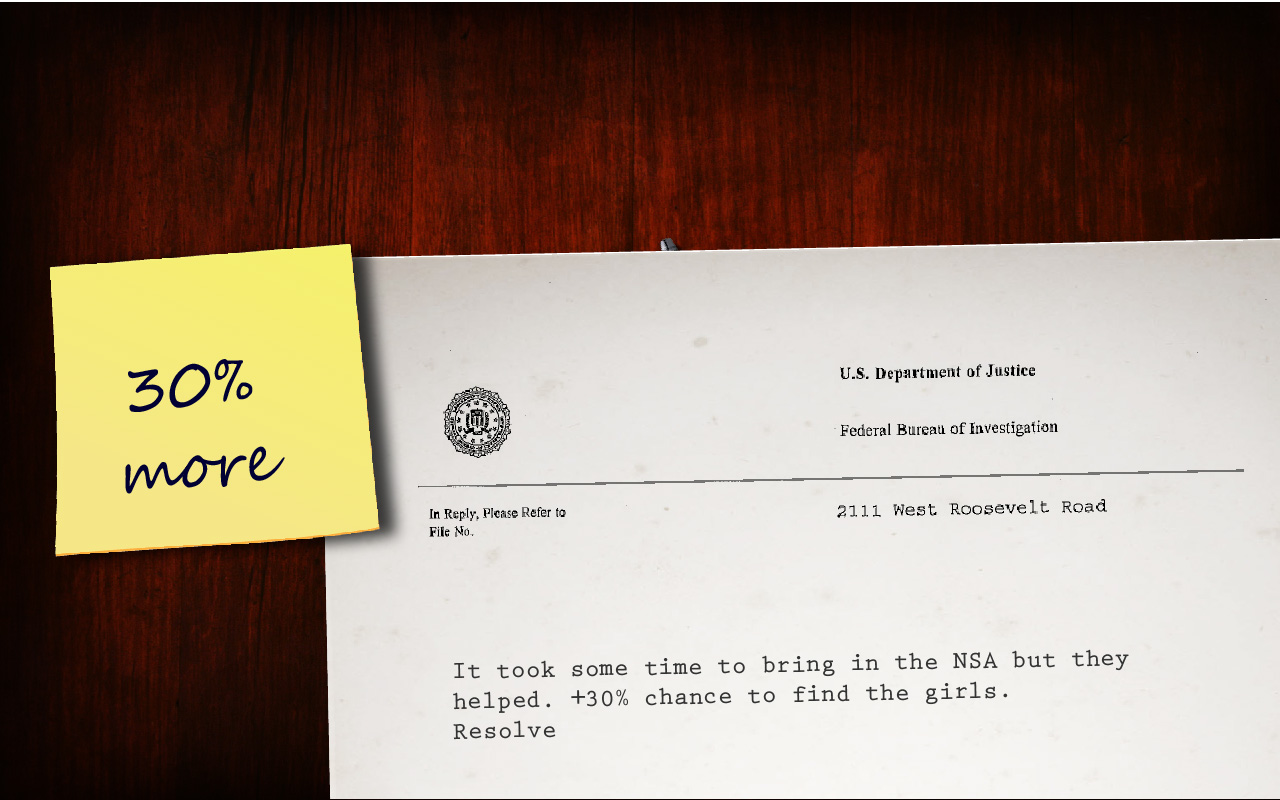 30%
more
U.S. Department of Justice
Federal Bureau of Investigation
In Reply, Please Refer to
File No.
2111 West Roosevelt Road
It took some time to bring in the NSA but they
helped. +30% chance to find the girls.
Resolve